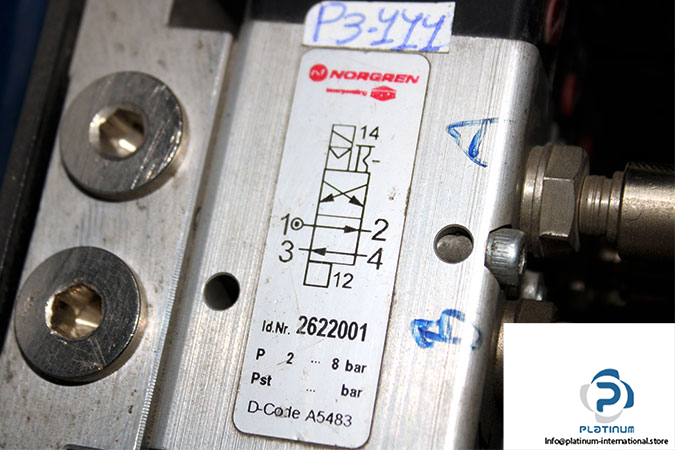 P3-444
NORGREN
Incorporating
14
1 2
3 4
12
Id.Nr. 2622001
P 2 ... 8 bar
Pst ... bar
D-Code A5483
A
B
P
PLATINUM
Info@platinum-international.store